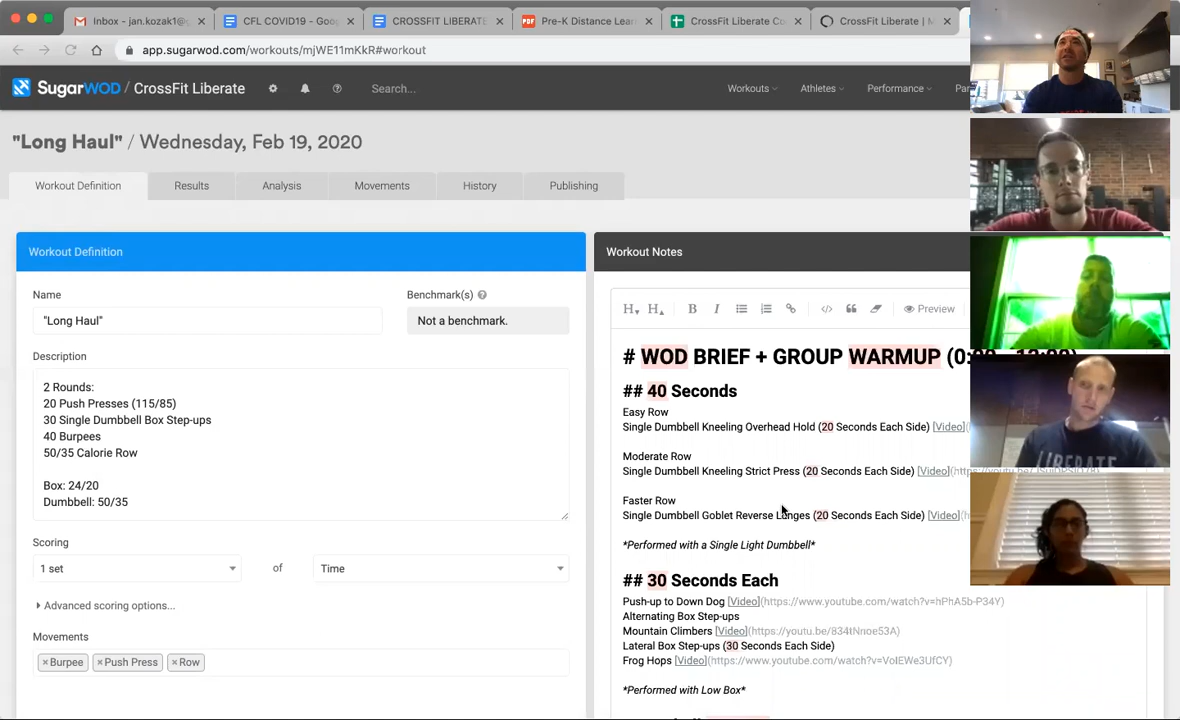 Inbox - jan.kozak1@g
CFL COVID19 - Goo
CROSSFIT LIBERATE
Pre-K Distance Lear
CrossFit Liberate Co
CrossFit Liberate | M
app.sugarwod.com/workouts/mjWE11mKkR#workout
SugarWOD / CrossFit Liberate
Search...
Workouts
Athletes
Performance
"Long Haul" / Wednesday, Feb 19, 2020
Workout Definition
Results
Analysis
Movements
History
Publishing
Workout Definition
Name
Benchmark(s)
"Long Haul"
Not a benchmark.
Description
2 Rounds:
20 Push Presses (115/85)
30 Single Dumbbell Box Step-ups
40 Burpees
50/35 Calorie Row
Box: 24/20
Dumbbell: 50/35
Scoring
1 set
of
Time
Advanced scoring options...
Movements
×Burpee
×Push Press
×Row
Workout Notes
B I Preview
# WOD BRIEF + GROUP WARMUP
## 40 Seconds
Easy Row
Single Dumbbell Kneeling Overhead Hold (20 Seconds Each Side) [Video]
Moderate Row
Single Dumbbell Kneeling Strict Press (20 Seconds Each Side) [Video]
Faster Row
Single Dumbbell Goblet Reverse Lunges (20 Seconds Each Side) [Video]
*Performed with a Single Light Dumbbell*
## 30 Seconds Each
Push-up to Down Dog [Video](https://www.youtube.com/watch?v=hPhA5b-P34Y)
Alternating Box Step-ups
Mountain Climbers [Video](https://youtu.be/834tNnoe53A)
Lateral Box Step-ups (30 Seconds Each Side)
Frog Hops [Video](https://www.youtube.com/watch?v=VoIEWe3UfCY)
*Performed with Low Box*
LIBERATE